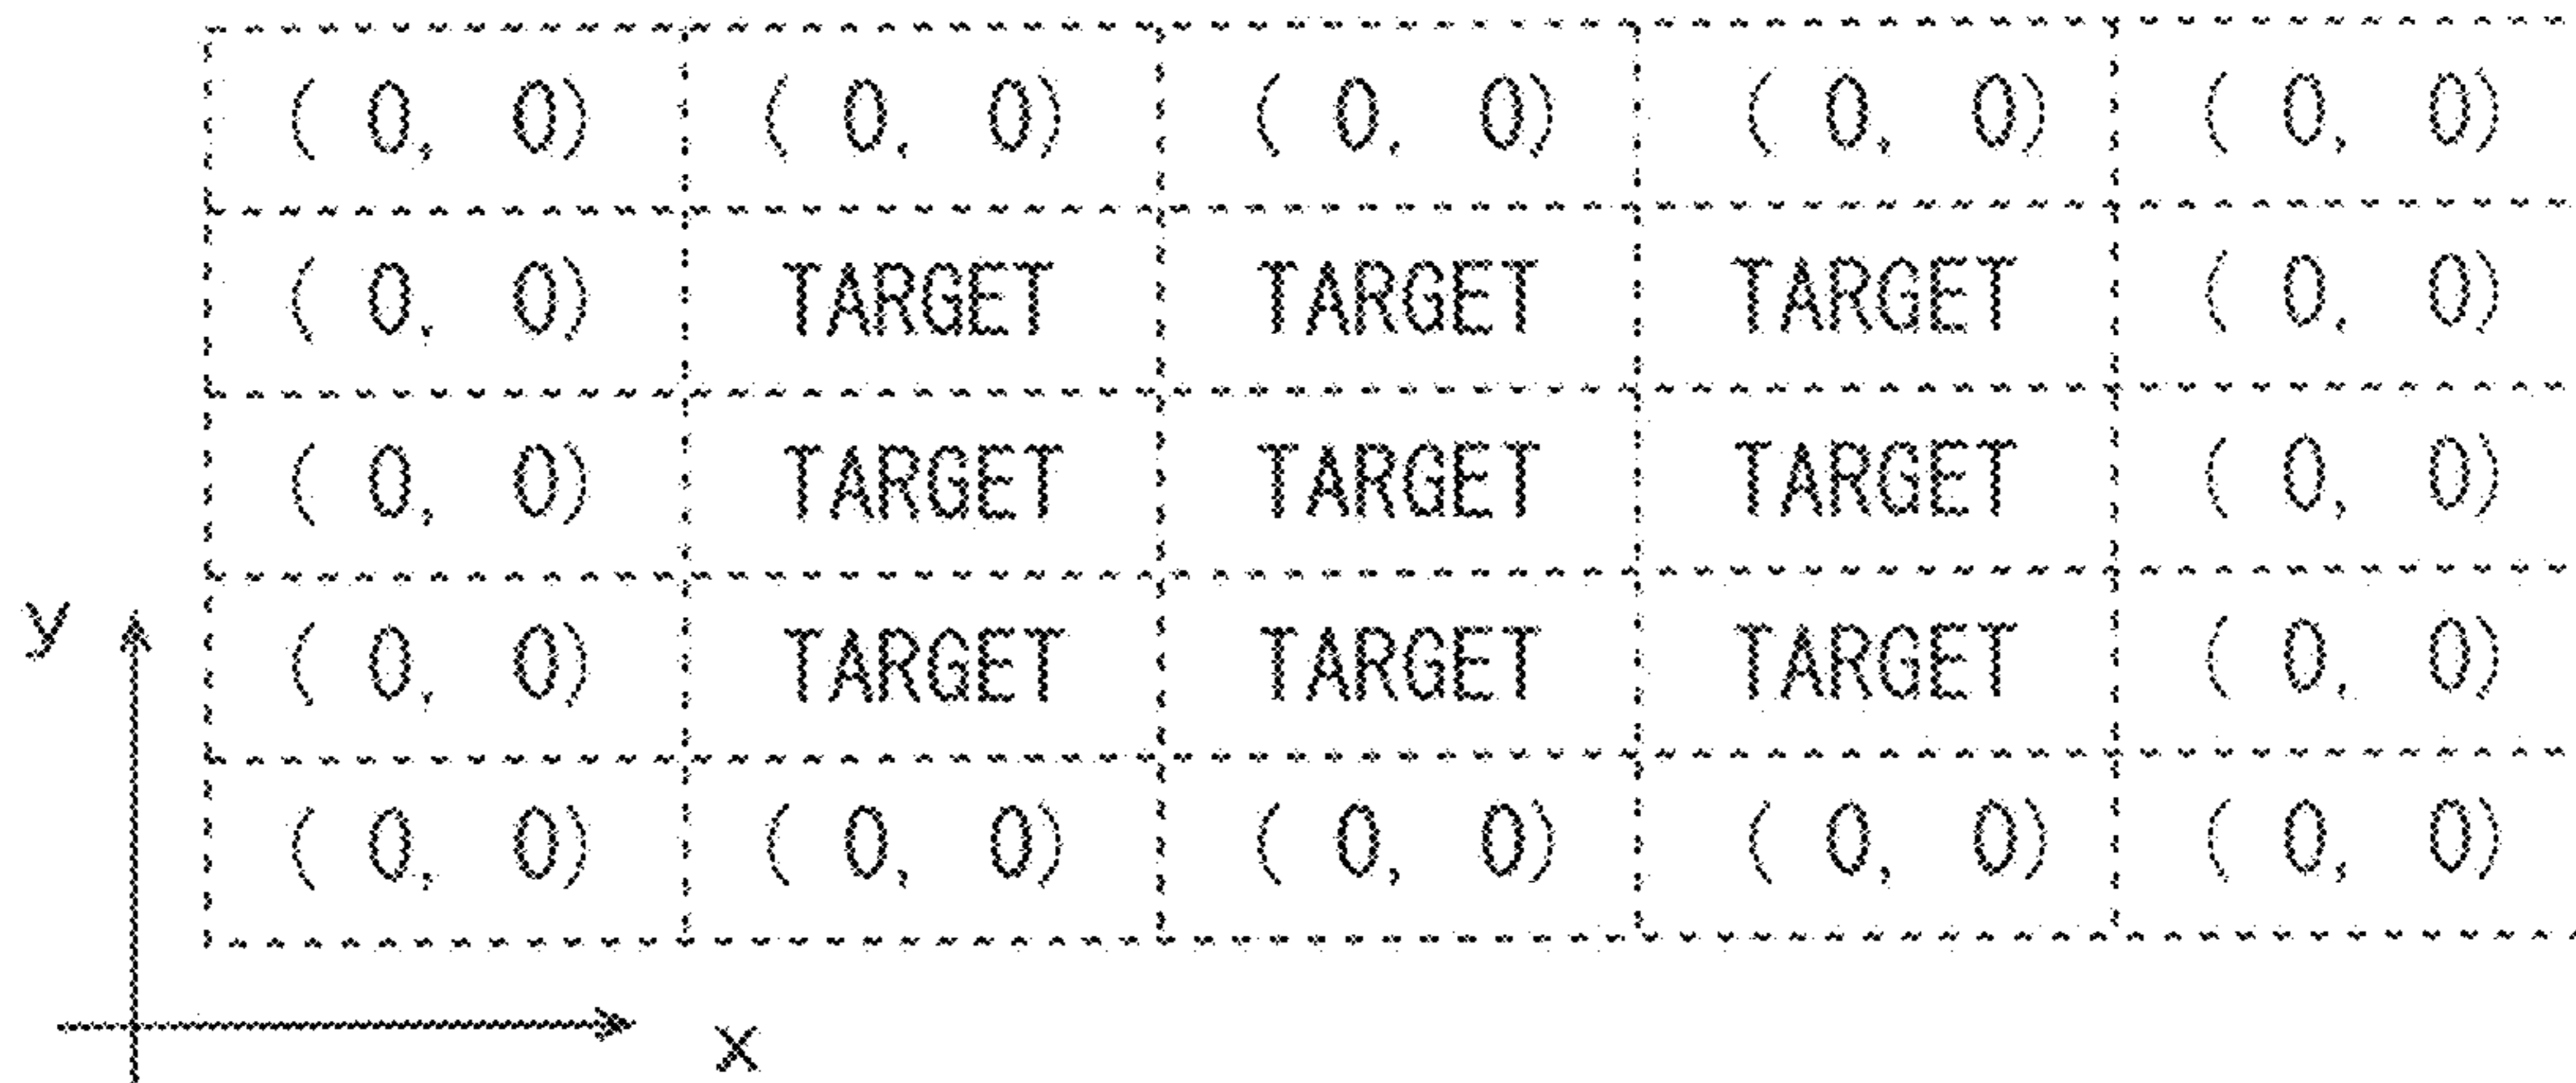 ( 0, 0) ( 0, 0) ( 0, 0) ( 0, 0) ( 0, 0)
( 0, 0) TARGET TARGET TARGET ( 0, 0)
( 0, 0) TARGET TARGET TARGET ( 0, 0)
( 0, 0) TARGET TARGET TARGET ( 0, 0)
( 0, 0) ( 0, 0) ( 0, 0) ( 0, 0) ( 0, 0)
y
x